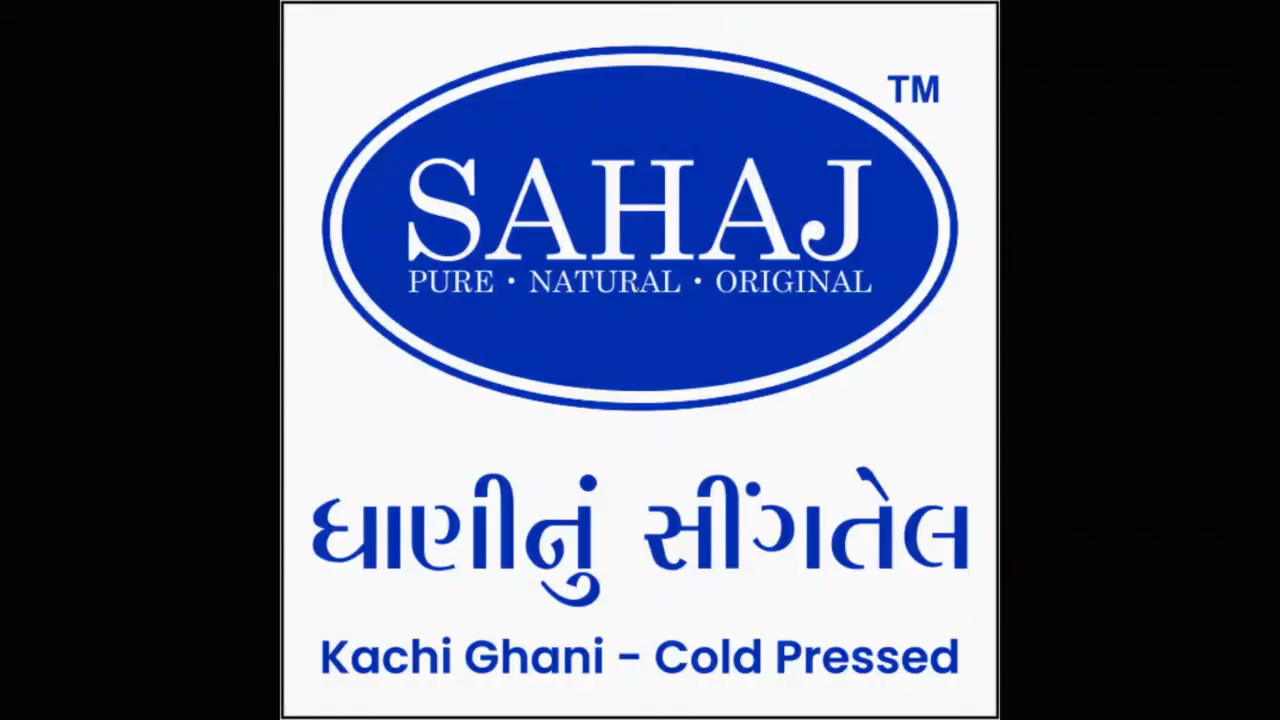 TM
SAHAJ
PURE • NATURAL • ORIGINAL
ઘાણીનું સીંગતેલ
Kachi Ghani - Cold Pressed